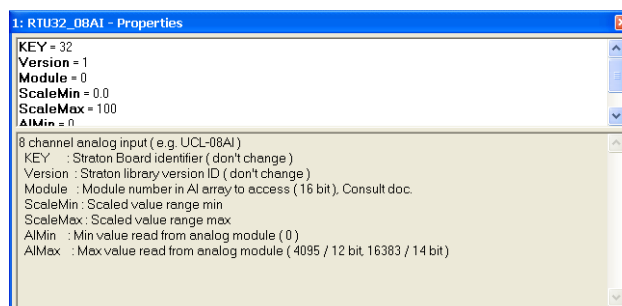 1: RTU32_08AI - Properties
KEY = 32
Version = 1
Module = 0
ScaleMin = 0.0
ScaleMax = 100
AIMin = 0
8 channel analog input ( e.g. UCL-08AI )
KEY : Straton Board identifier ( don't change )
Version : Straton library version ID ( don't change )
Module : Module number in AI array to access ( 16 bit ), Consult doc.
ScaleMin : Scaled value range min
ScaleMax : Scaled value range max
AIMin : Min value read from analog module ( 0 )
AIMax : Max value read from analog module ( 4095 / 12 bit, 16383 / 14 bit )